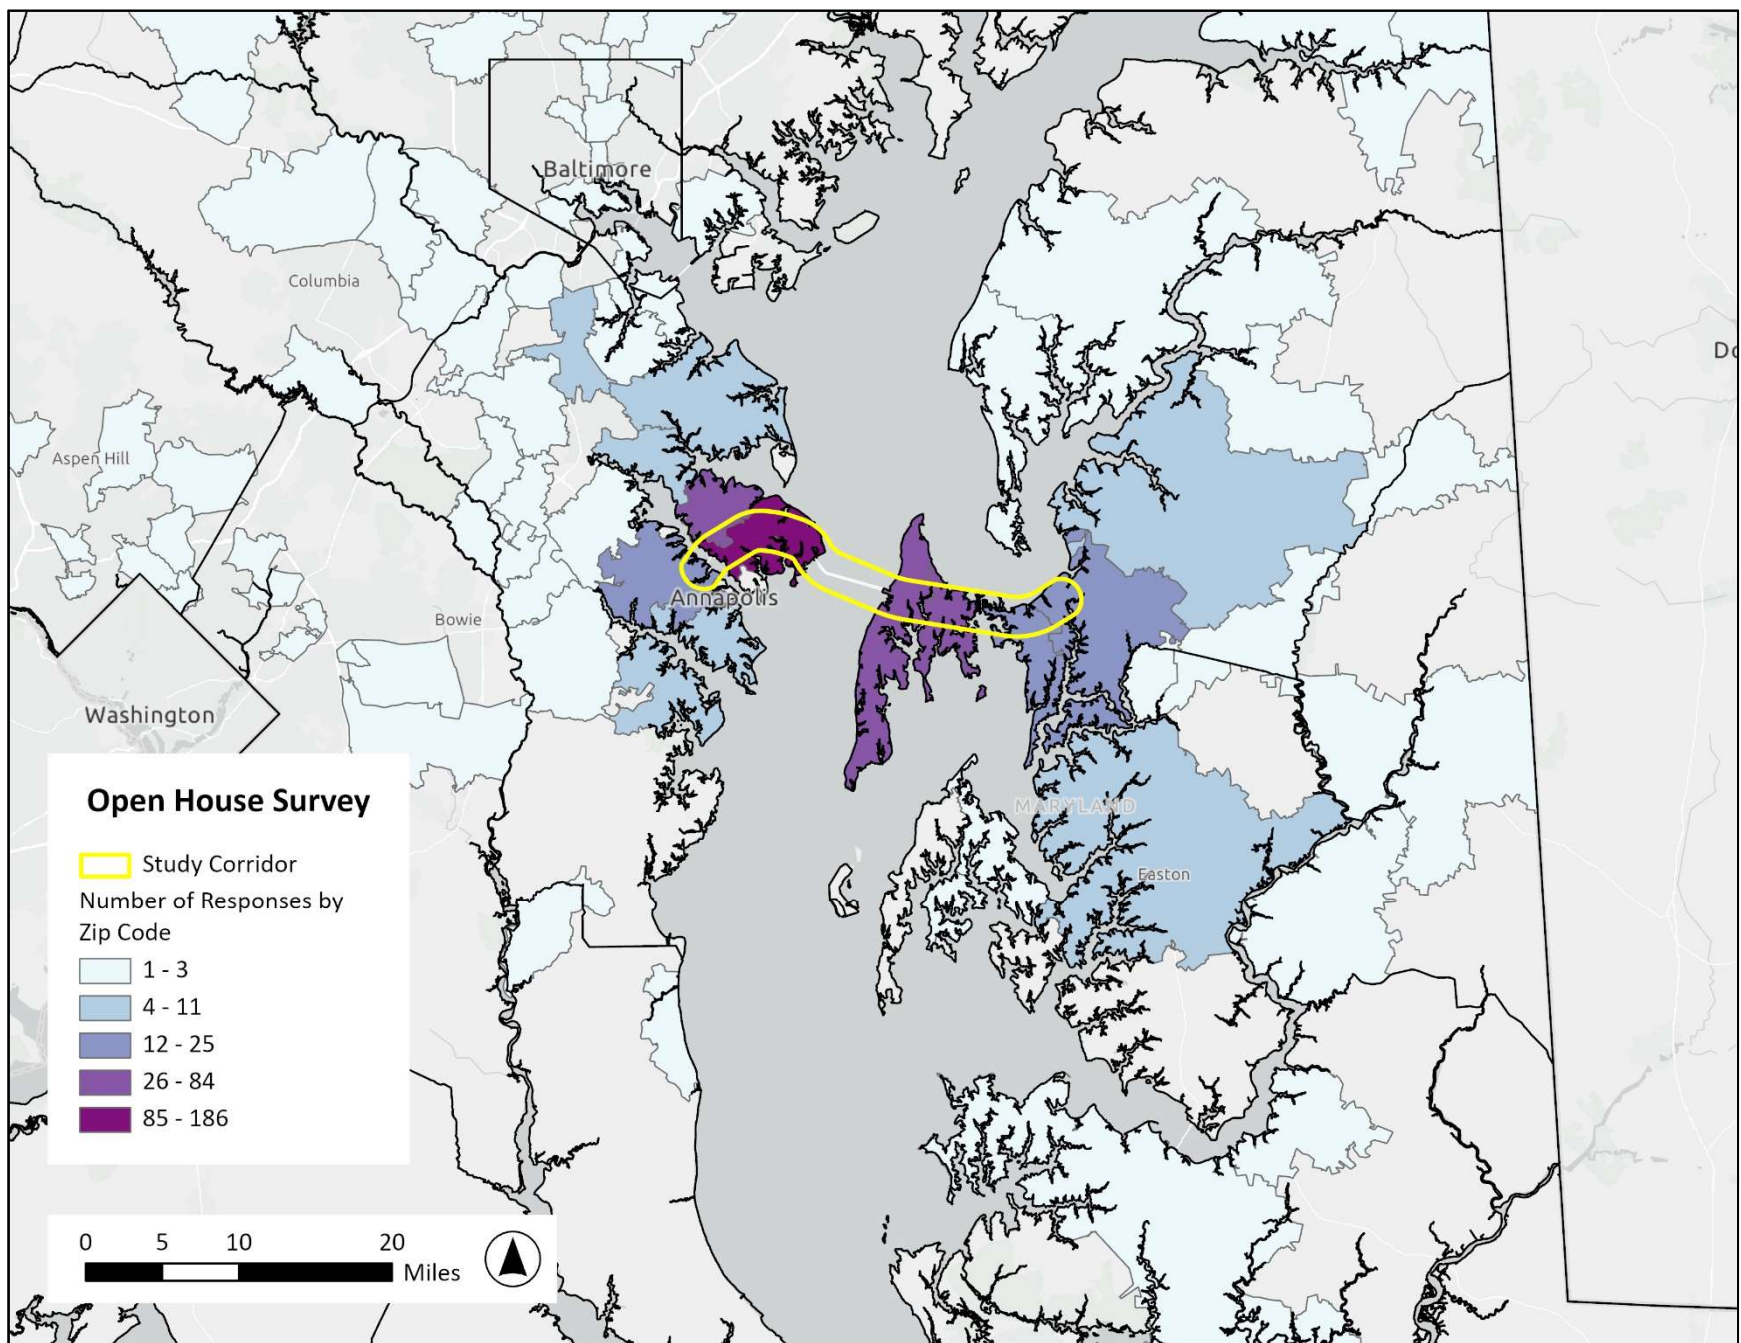 Baltimore
Columbia
Do
Aspen Hill
Annapolis
Bowie
Washington
MARYLAND
Easton
Open House Survey
Study Corridor
Number of Responses by
Zip Code
1 - 3
4 - 11
12 - 25
26 - 84
85 - 186
0 5 10 20
Miles